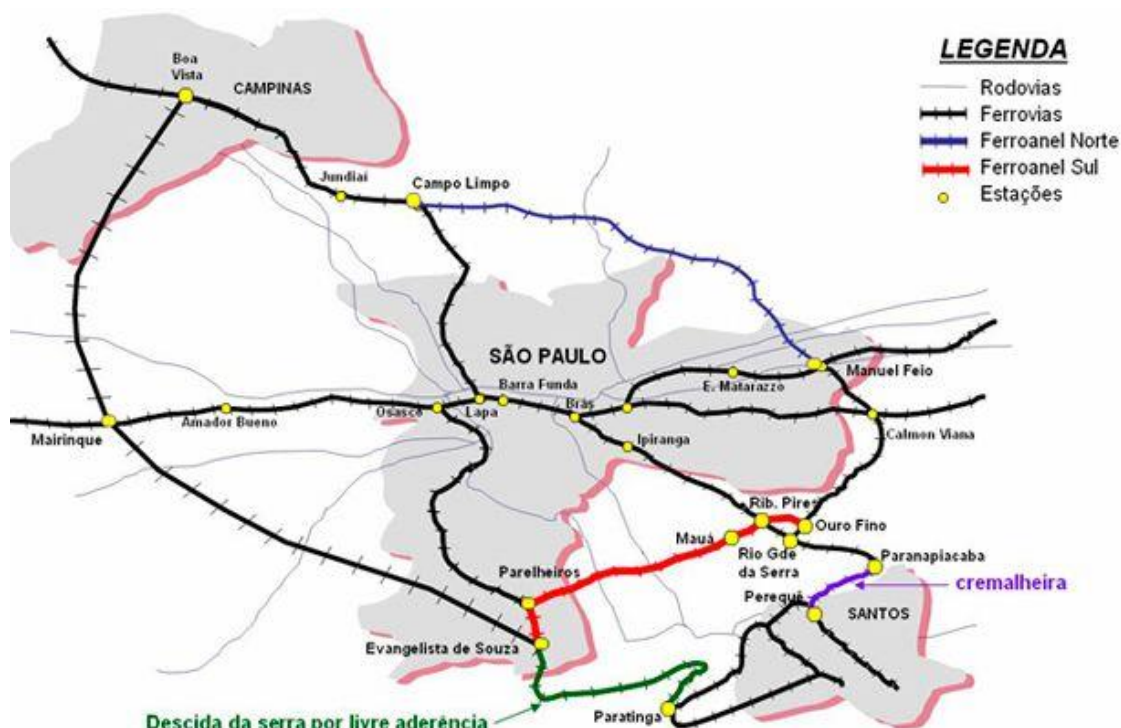 Boa
Vista
CAMPINAS
LEGENDA
Rodovias
Ferrovias
Ferroanel Norte
Ferroanel Sul
Estações
Jundiaí
Campo Limpo
SÃO PAULO
Barra Funda
E. Matarazzo
Manuel Feio
Mairinque
Amador Bueno
Osasco
Lapa
Brás
Calmon Viana
Ipiranga
Rib. Pires
Ouro Fino
Mauá
Rio Gde
da Serra
Paranapiacaba
Parelheiros
cremalheira
Perequê
SANTOS
Evangelista de Souza
Paratinga
Descida da serra por livre aderência